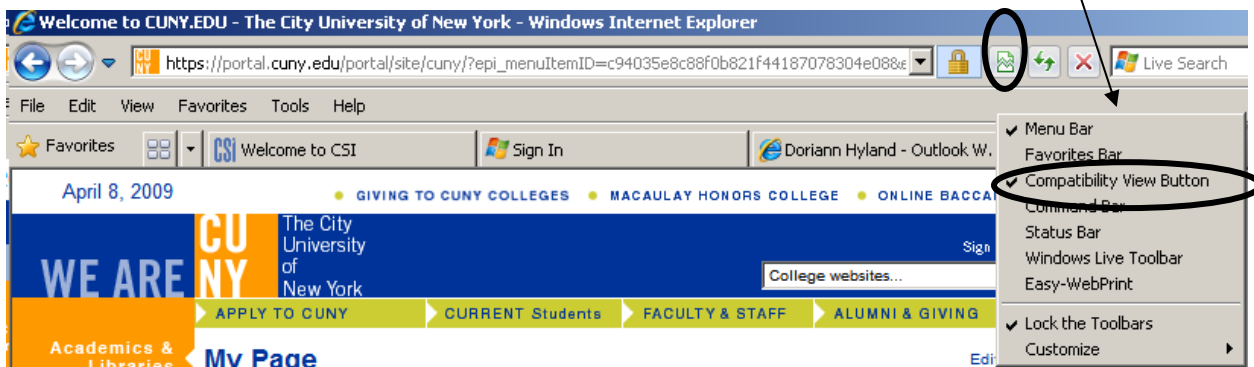 Welcome to CUNY.EDU - The City University of New York - Windows Internet Explorer
https://portal.cuny.edu/portal/site/cuny/?epi_menuItemID=c94035e8c88f0b821f44187078304e08&
Live Search
File Edit View Favorites Tools Help
Favorites
CSI Welcome to CSI
Sign In
Doriann Hyland - Outlook W.
Menu Bar
Favorites Bar
Compatibility View Button
Command Bar
Status Bar
Windows Live Toolbar
Easy-WebPrint
Lock the Toolbars
Customize
April 8, 2009
GIVING TO CUNY COLLEGES MACAULAY HONORS COLLEGE ONLINE BACCA
WE ARE
CU
NY
The City
University
of
New York
Sign
College websites...
APPLY TO CUNY CURRENT Students FACULTY & STAFF ALUMNI & GIVING
Academics &
Libraries
My Page
Edi